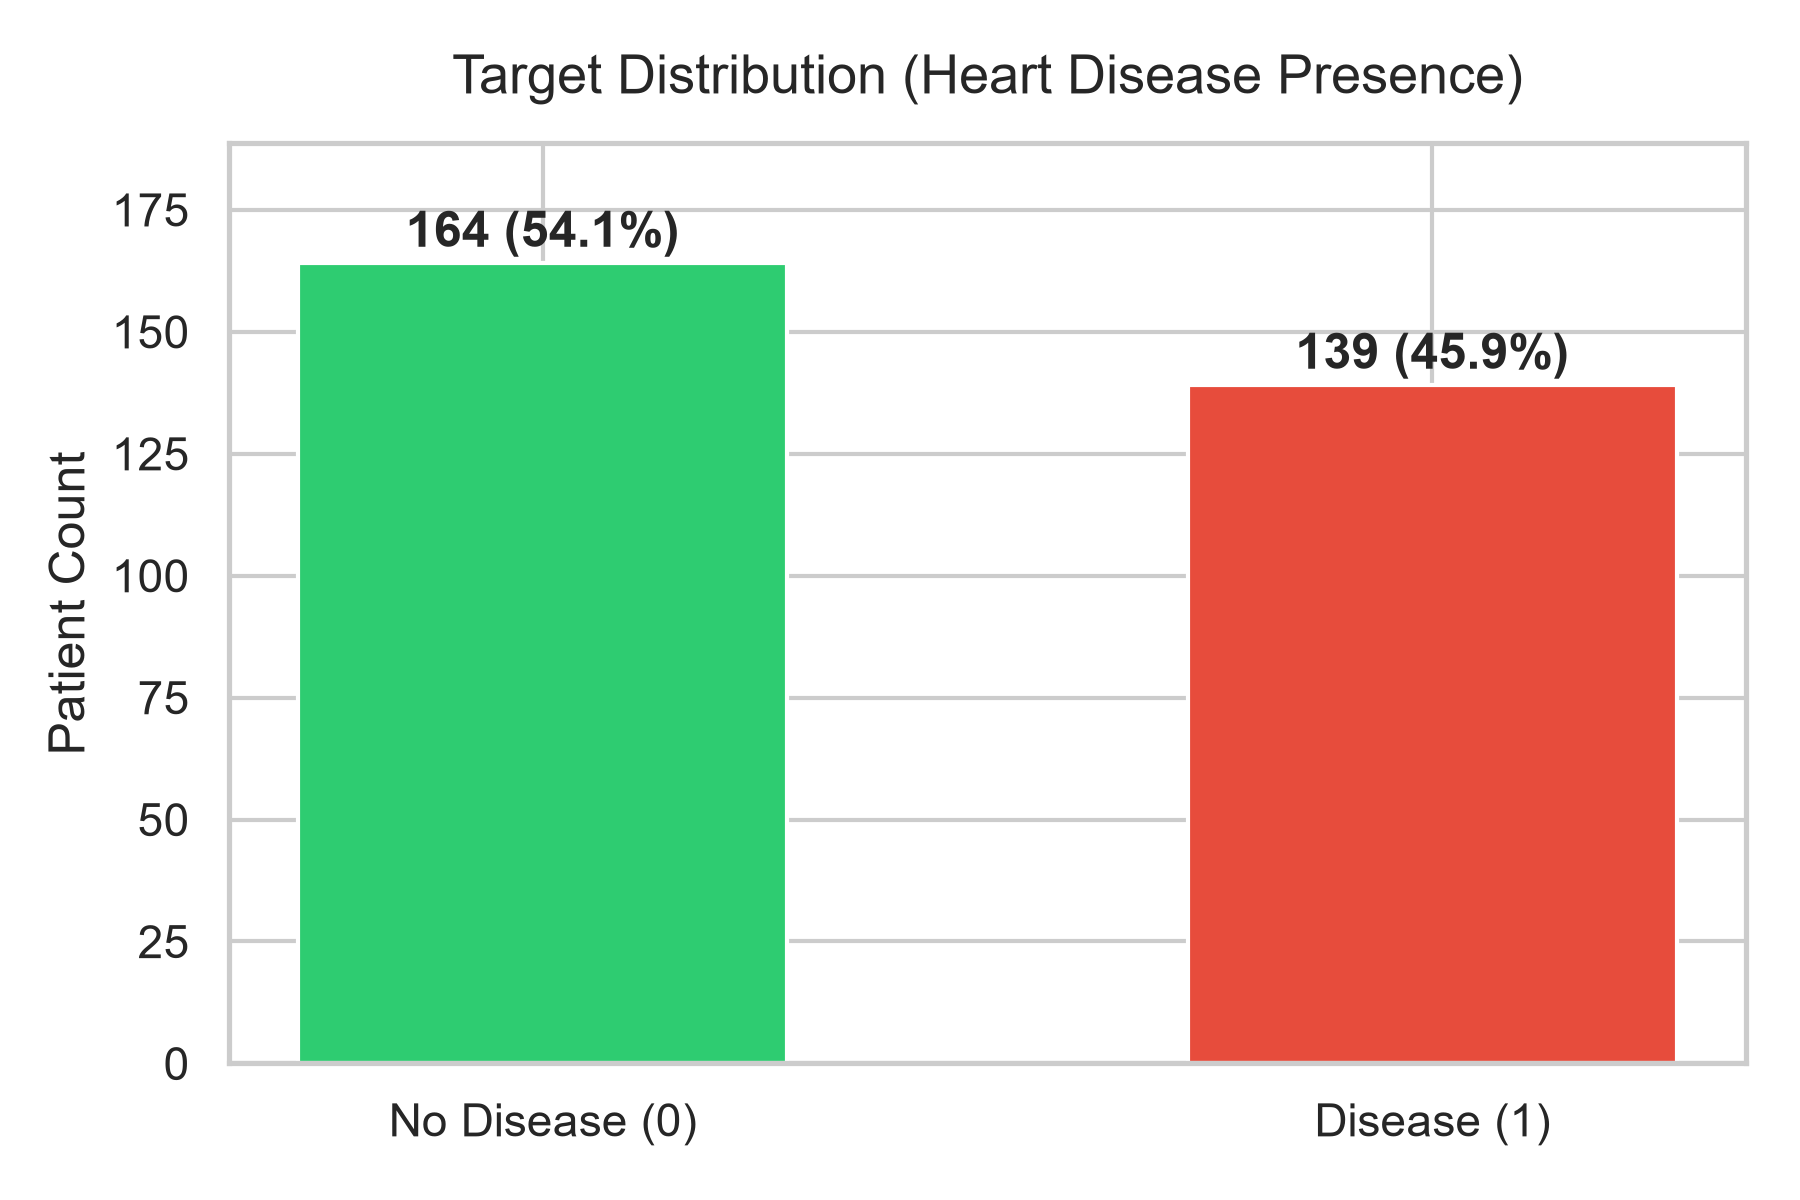 Target Distribution (Heart Disease Presence)
Patient Count
175
150
125
100
75
50
25
0
164 (54.1%)
139 (45.9%)
No Disease (0)
Disease (1)